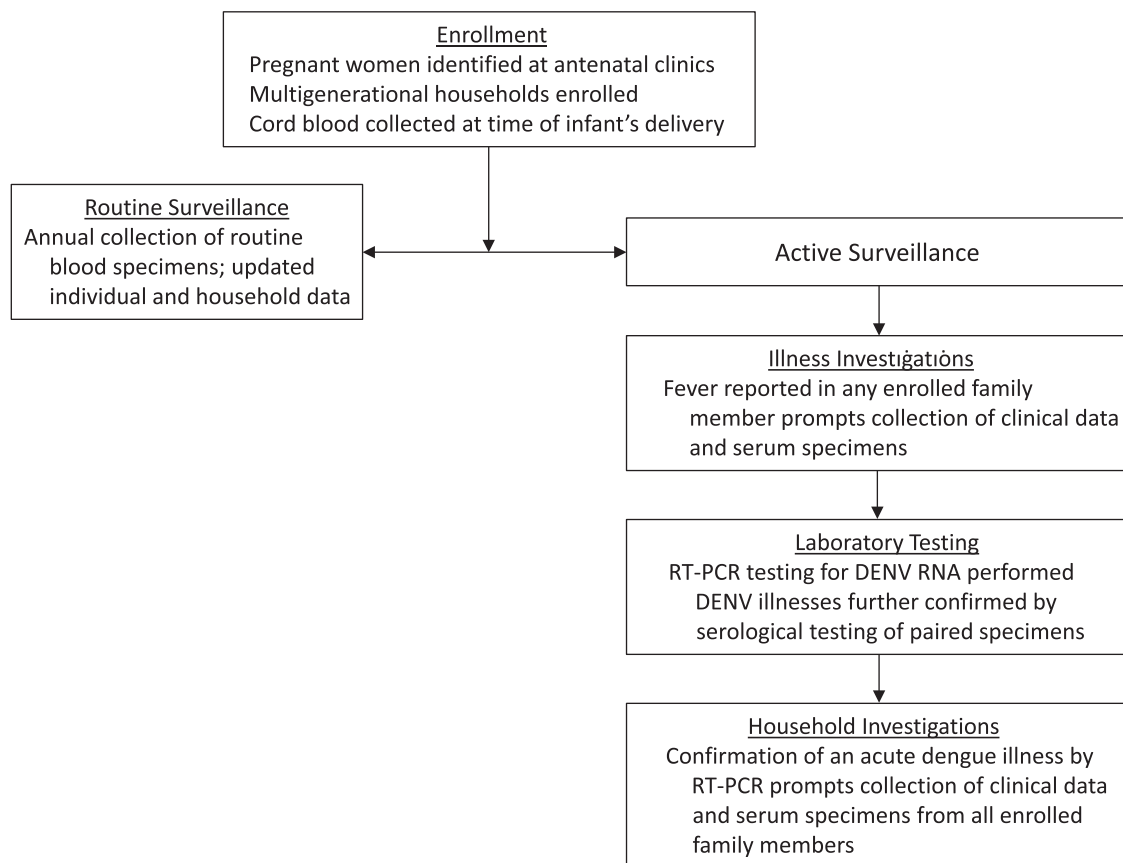 Enrollment
Pregnant women identified at antenatal clinics
Multigenerational households enrolled
Cord blood collected at time of infant's delivery
Routine Surveillance
Annual collection of routine
blood specimens; updated
individual and household data
Active Surveillance
Illness Investigations
Fever reported in any enrolled family
member prompts collection of clinical data
and serum specimens
Laboratory Testing
RT-PCR testing for DENV RNA performed
DENV illnesses further confirmed by
serological testing of paired specimens
Household Investigations
Confirmation of an acute dengue illness by
RT-PCR prompts collection of clinical data
and serum specimens from all enrolled
family members